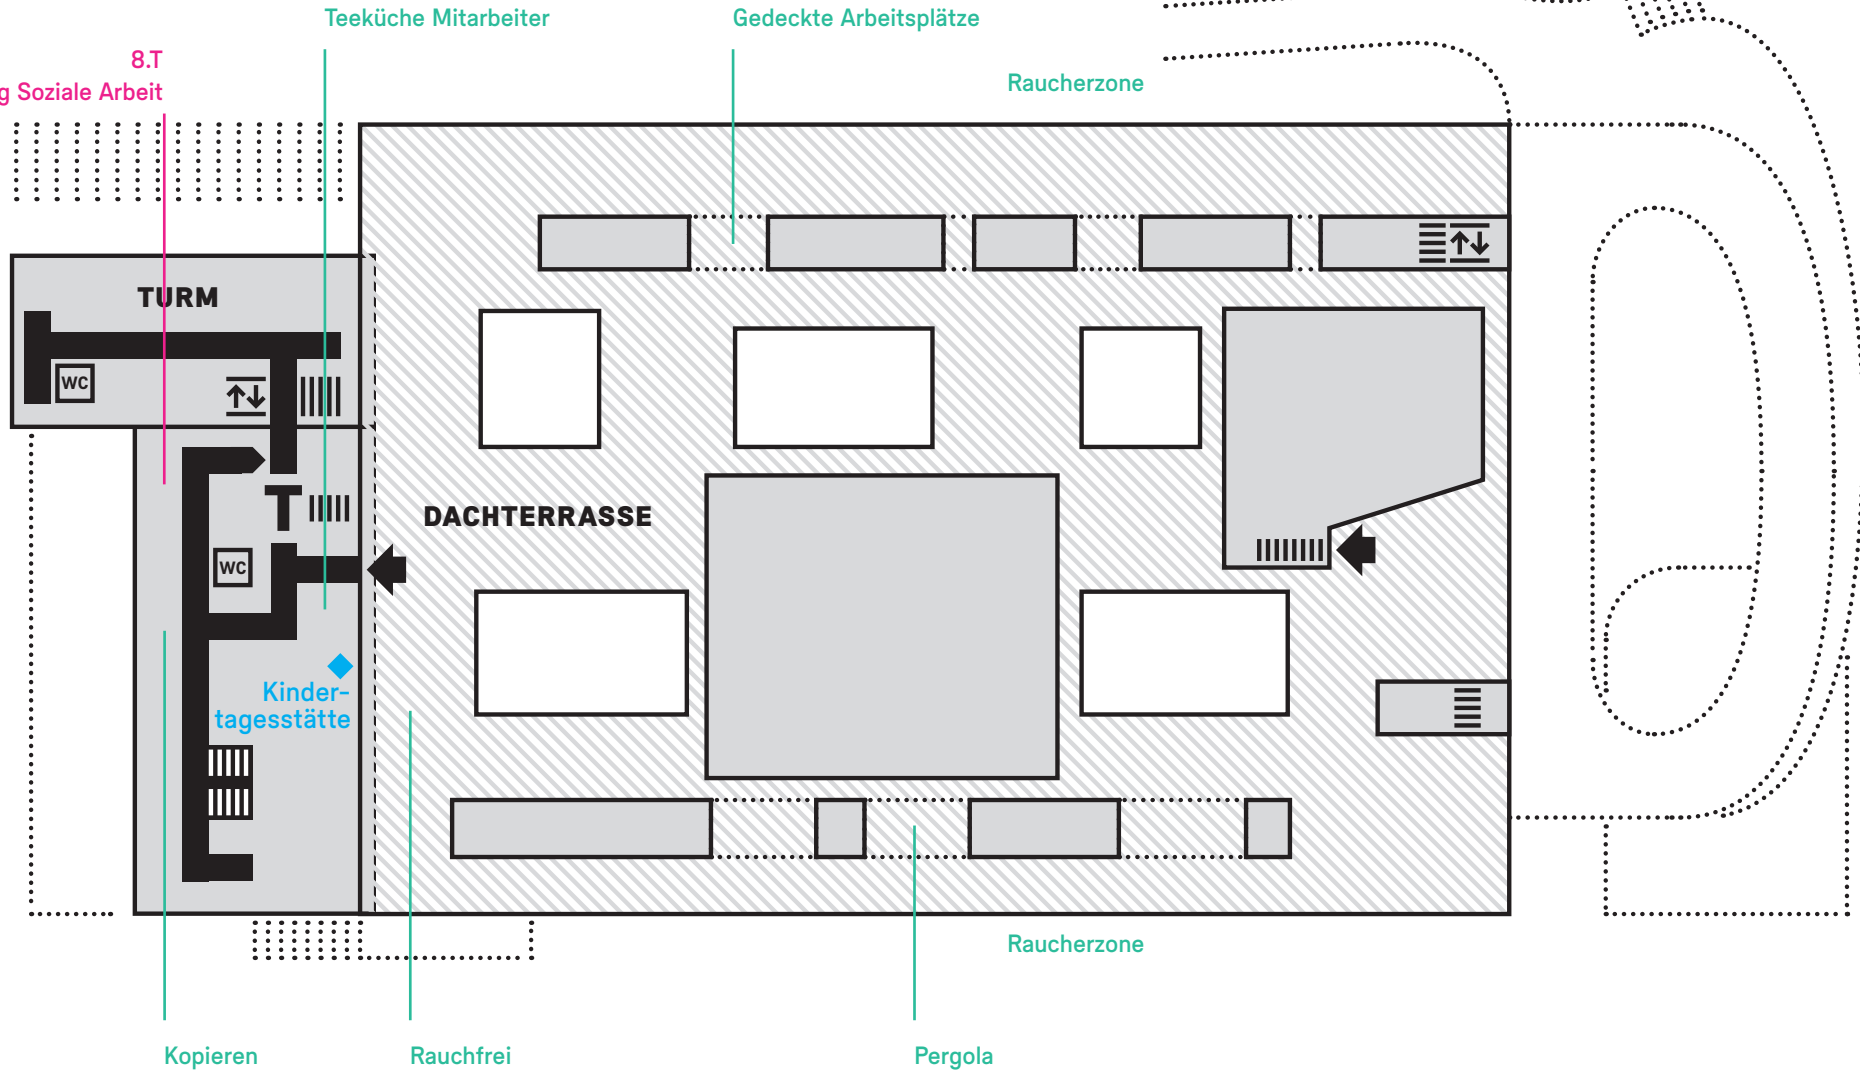 Teeküche Mitarbeiter
Gedeckte Arbeitsplätze
8.T
g Soziale Arbeit
Raucherzone
TURM
WC
DACHTERRASSE
WC
Kinder-
tagesstätte
Raucherzone
Kopieren
Rauchfrei
Pergola